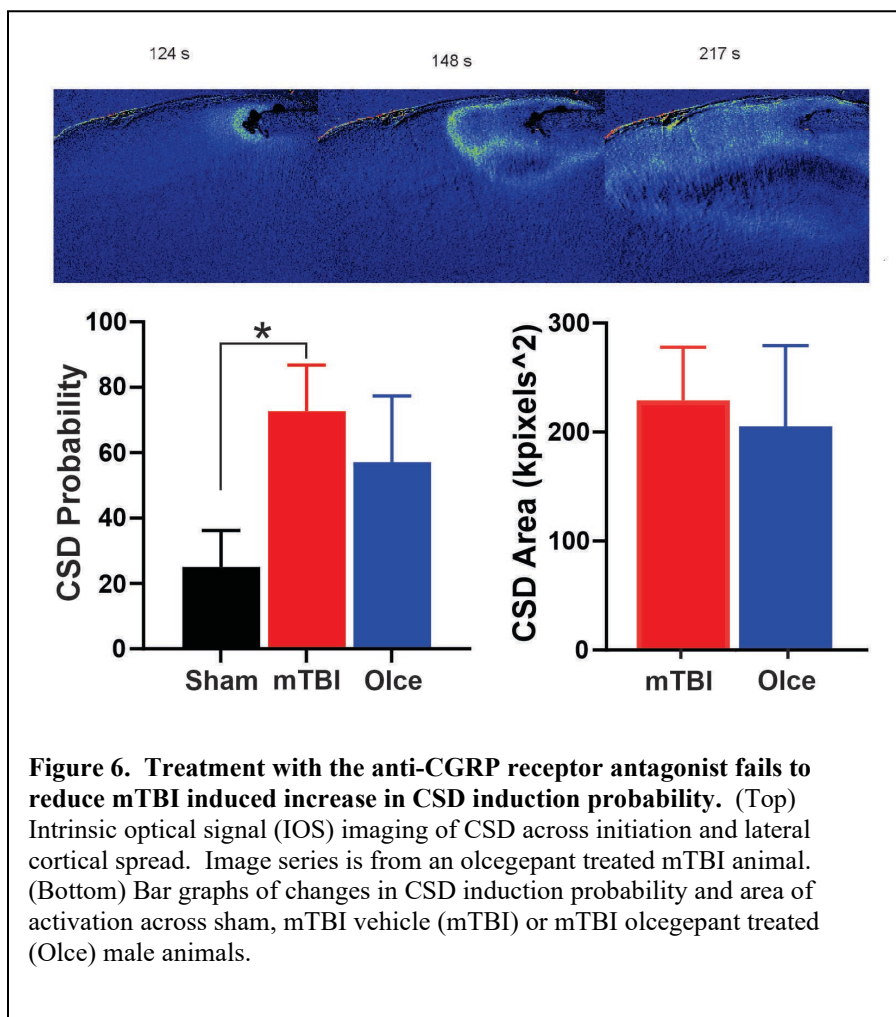 124 s
148 s
217 s
100
80
60
40
20
0
CSD Probability
*
Sham
mTBI
Olce
300
200
100
0
CSD Area (kpixels^2)
mTBI
Olce
Figure 6. Treatment with the anti-CGRP receptor antagonist fails to
reduce mTBI induced increase in CSD induction probability. (Top)
Intrinsic optical signal (IOS) imaging of CSD across initiation and lateral
cortical spread. Image series is from an olcegepant treated mTBI animal.
(Bottom) Bar graphs of changes in CSD induction probability and area of
activation across sham, mTBI vehicle (mTBI) or mTBI olcegepant treated
(Olce) male animals.